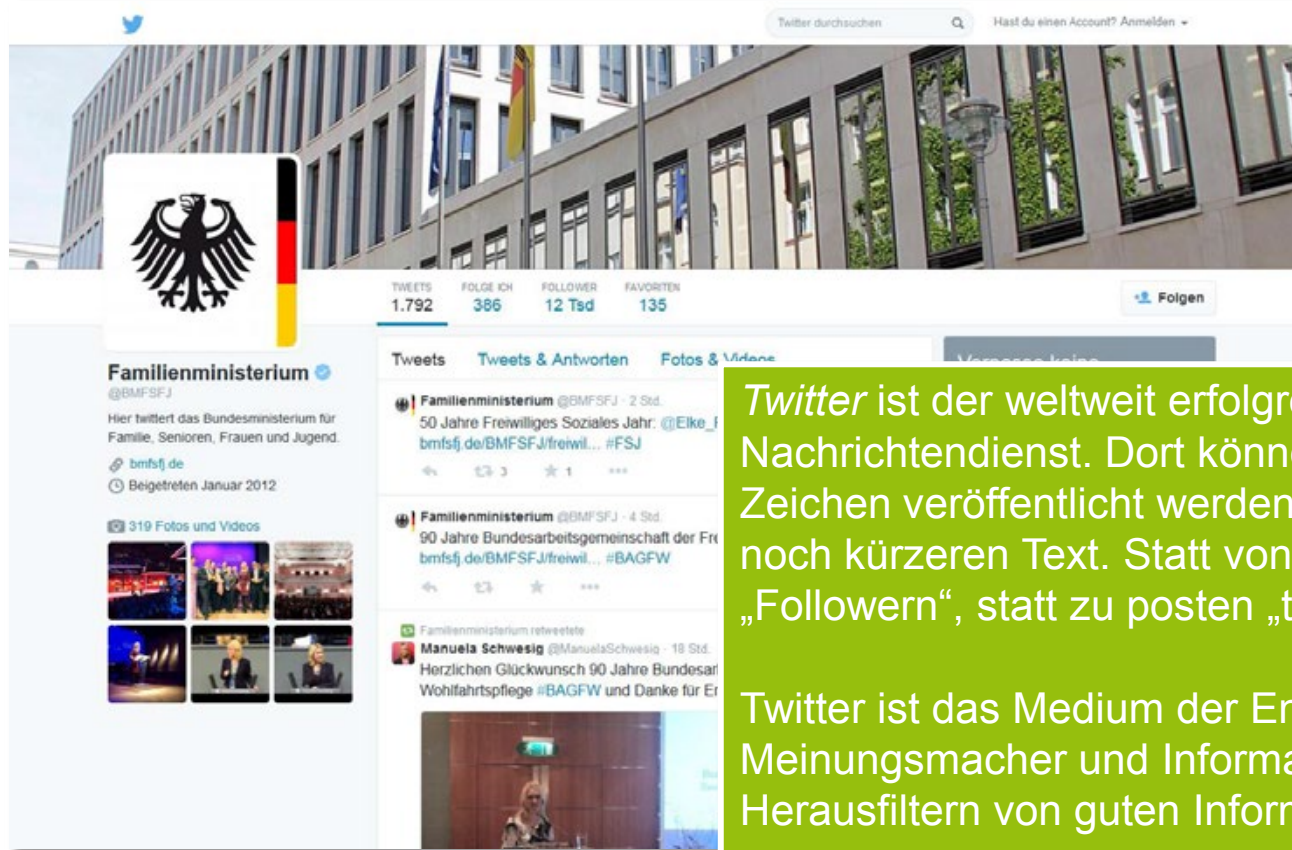 Twitter durchsuchen
Hast du einen Account? Anmelden
TWEETS FOLGE ICH FOLLOWER FAVORITEN
1.792 386 12 Tsd 135
Folgen
Familienministerium
@BMFSFJ
Hier twittert das Bundesministerium für
Familie, Senioren, Frauen und Jugend.
bmfsfj.de
Beigetreten Januar 2012
319 Fotos und Videos
Tweets Tweets & Antworten Fotos & Videos
Familienministerium @BMFSFJ · 2 Std.
50 Jahre Freiwilliges Soziales Jahr: @Elke_
bmfsfj.de/BMFSFJ/freiwil... #FSJ
3 1
Familienministerium @BMFSFJ · 4 Std.
90 Jahre Bundesarbeitsgemeinschaft der Fre
bmfsfj.de/BMFSFJ/freiwil... #BAGFW
Familienministerium retweetete
Manuela Schwesig @ManuelaSchwesig · 18 Std.
Herzlichen Glückwunsch 90 Jahre Bundesar
Wohlfahrtspflege #BAGFW und Danke für Er
Verpasse keine
Twitter ist der weltweit erfolgre
Nachrichtendienst. Dort könne
Zeichen veröffentlicht werden
noch kürzeren Text. Statt von
„Followern“, statt zu posten „t
Twitter ist das Medium der En
Meinungsmacher und Informa
Herausfiltern von guten Inform